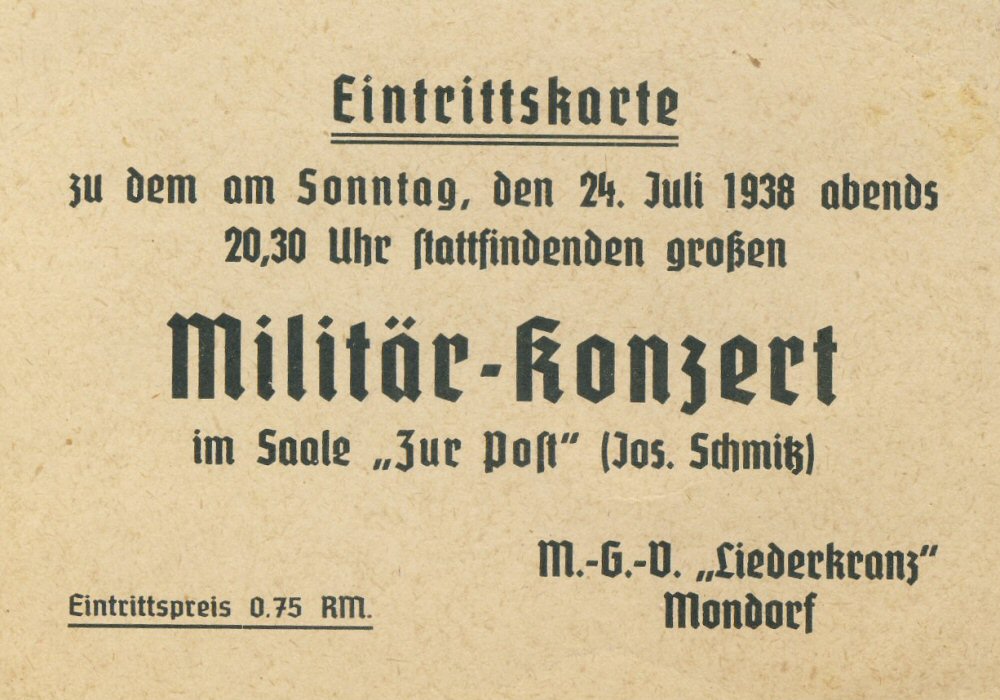 Eintrittskarte
zu dem am Sonntag, den 24. Juli 1938 abends
20,30 Uhr stattfindenden großen
Militär-Konzert
im Saale „Zur Post“ (Jos. Schmitz)
M.-G.-V. „Liederkranz“
Mondorf
Eintrittspreis 0.75 RM.